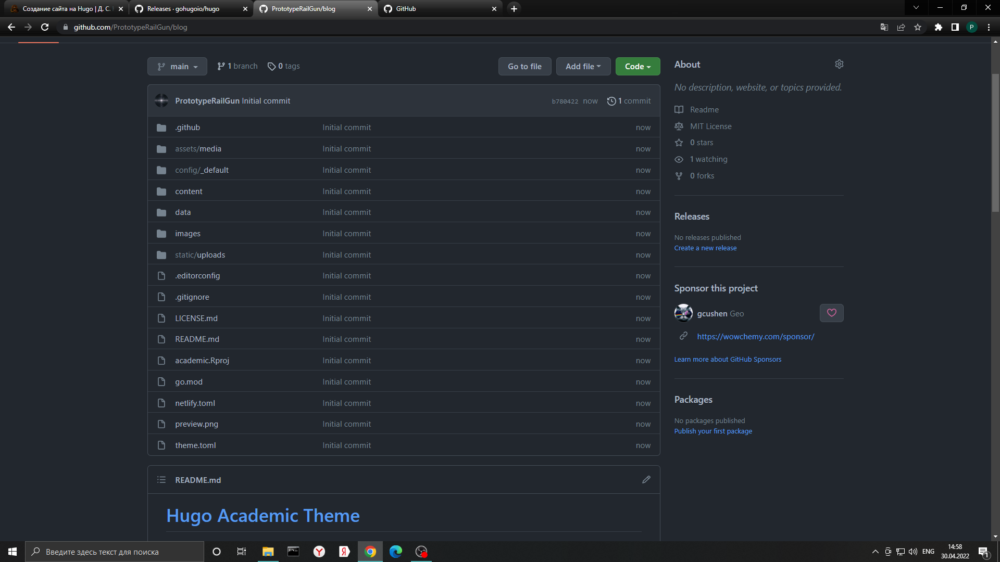 Создание сайта на Hugo | Д. С.
Releases · gohugoio/hugo
PrototypeRailGun/blog
GitHub
github.com/PrototypeRailGun/blog
P
main
1 branch
0 tags
Go to file
Add file
Code
PrototypeRailGun Initial commit
b780422 now
1 commit
.github Initial commit now
assets/media Initial commit now
config/_default Initial commit now
content Initial commit now
data Initial commit now
images Initial commit now
static/uploads Initial commit now
.editorconfig Initial commit now
.gitignore Initial commit now
LICENSE.md Initial commit now
README.md Initial commit now
academic.Rproj Initial commit now
go.mod Initial commit now
netlify.toml Initial commit now
preview.png Initial commit now
theme.toml Initial commit now
README.md
Hugo Academic Theme
About
No description, website, or topics provided.
Readme
MIT License
0 stars
1 watching
0 forks
Releases
No releases published
Create a new release
Sponsor this project
gcushen Geo
https://wowchemy.com/sponsor/
Learn more about GitHub Sponsors
Packages
No packages published
Publish your first package
Введите здесь текст для поиска
Я
ENG
14:58
30.04.2022
1